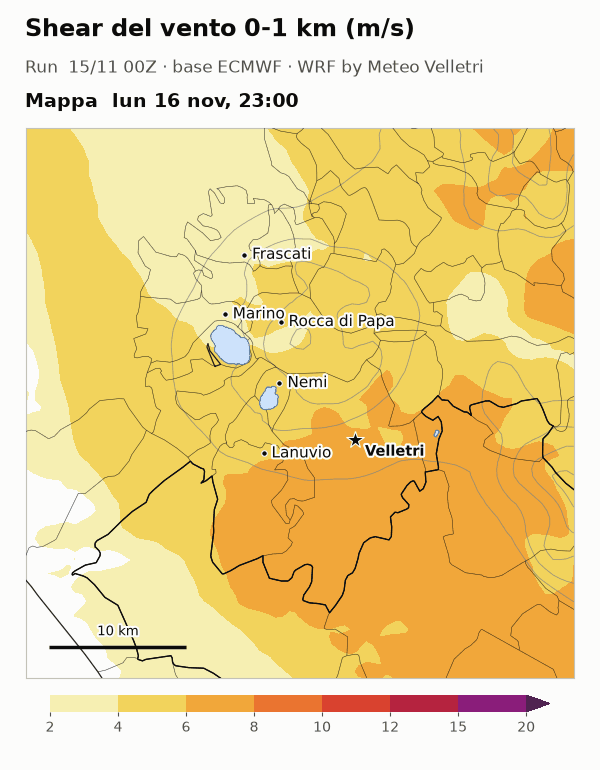 Shear del vento 0-1 km (m/s)
Run  15/11 00Z · base ECMWF · WRF by Meteo Velletri
Mappa  lun 16 nov, 23:00
Frascati
Marino
Rocca di Papa
Nemi
Velletri
Lanuvio
10 km
2 4 6 8 10 12 15 20